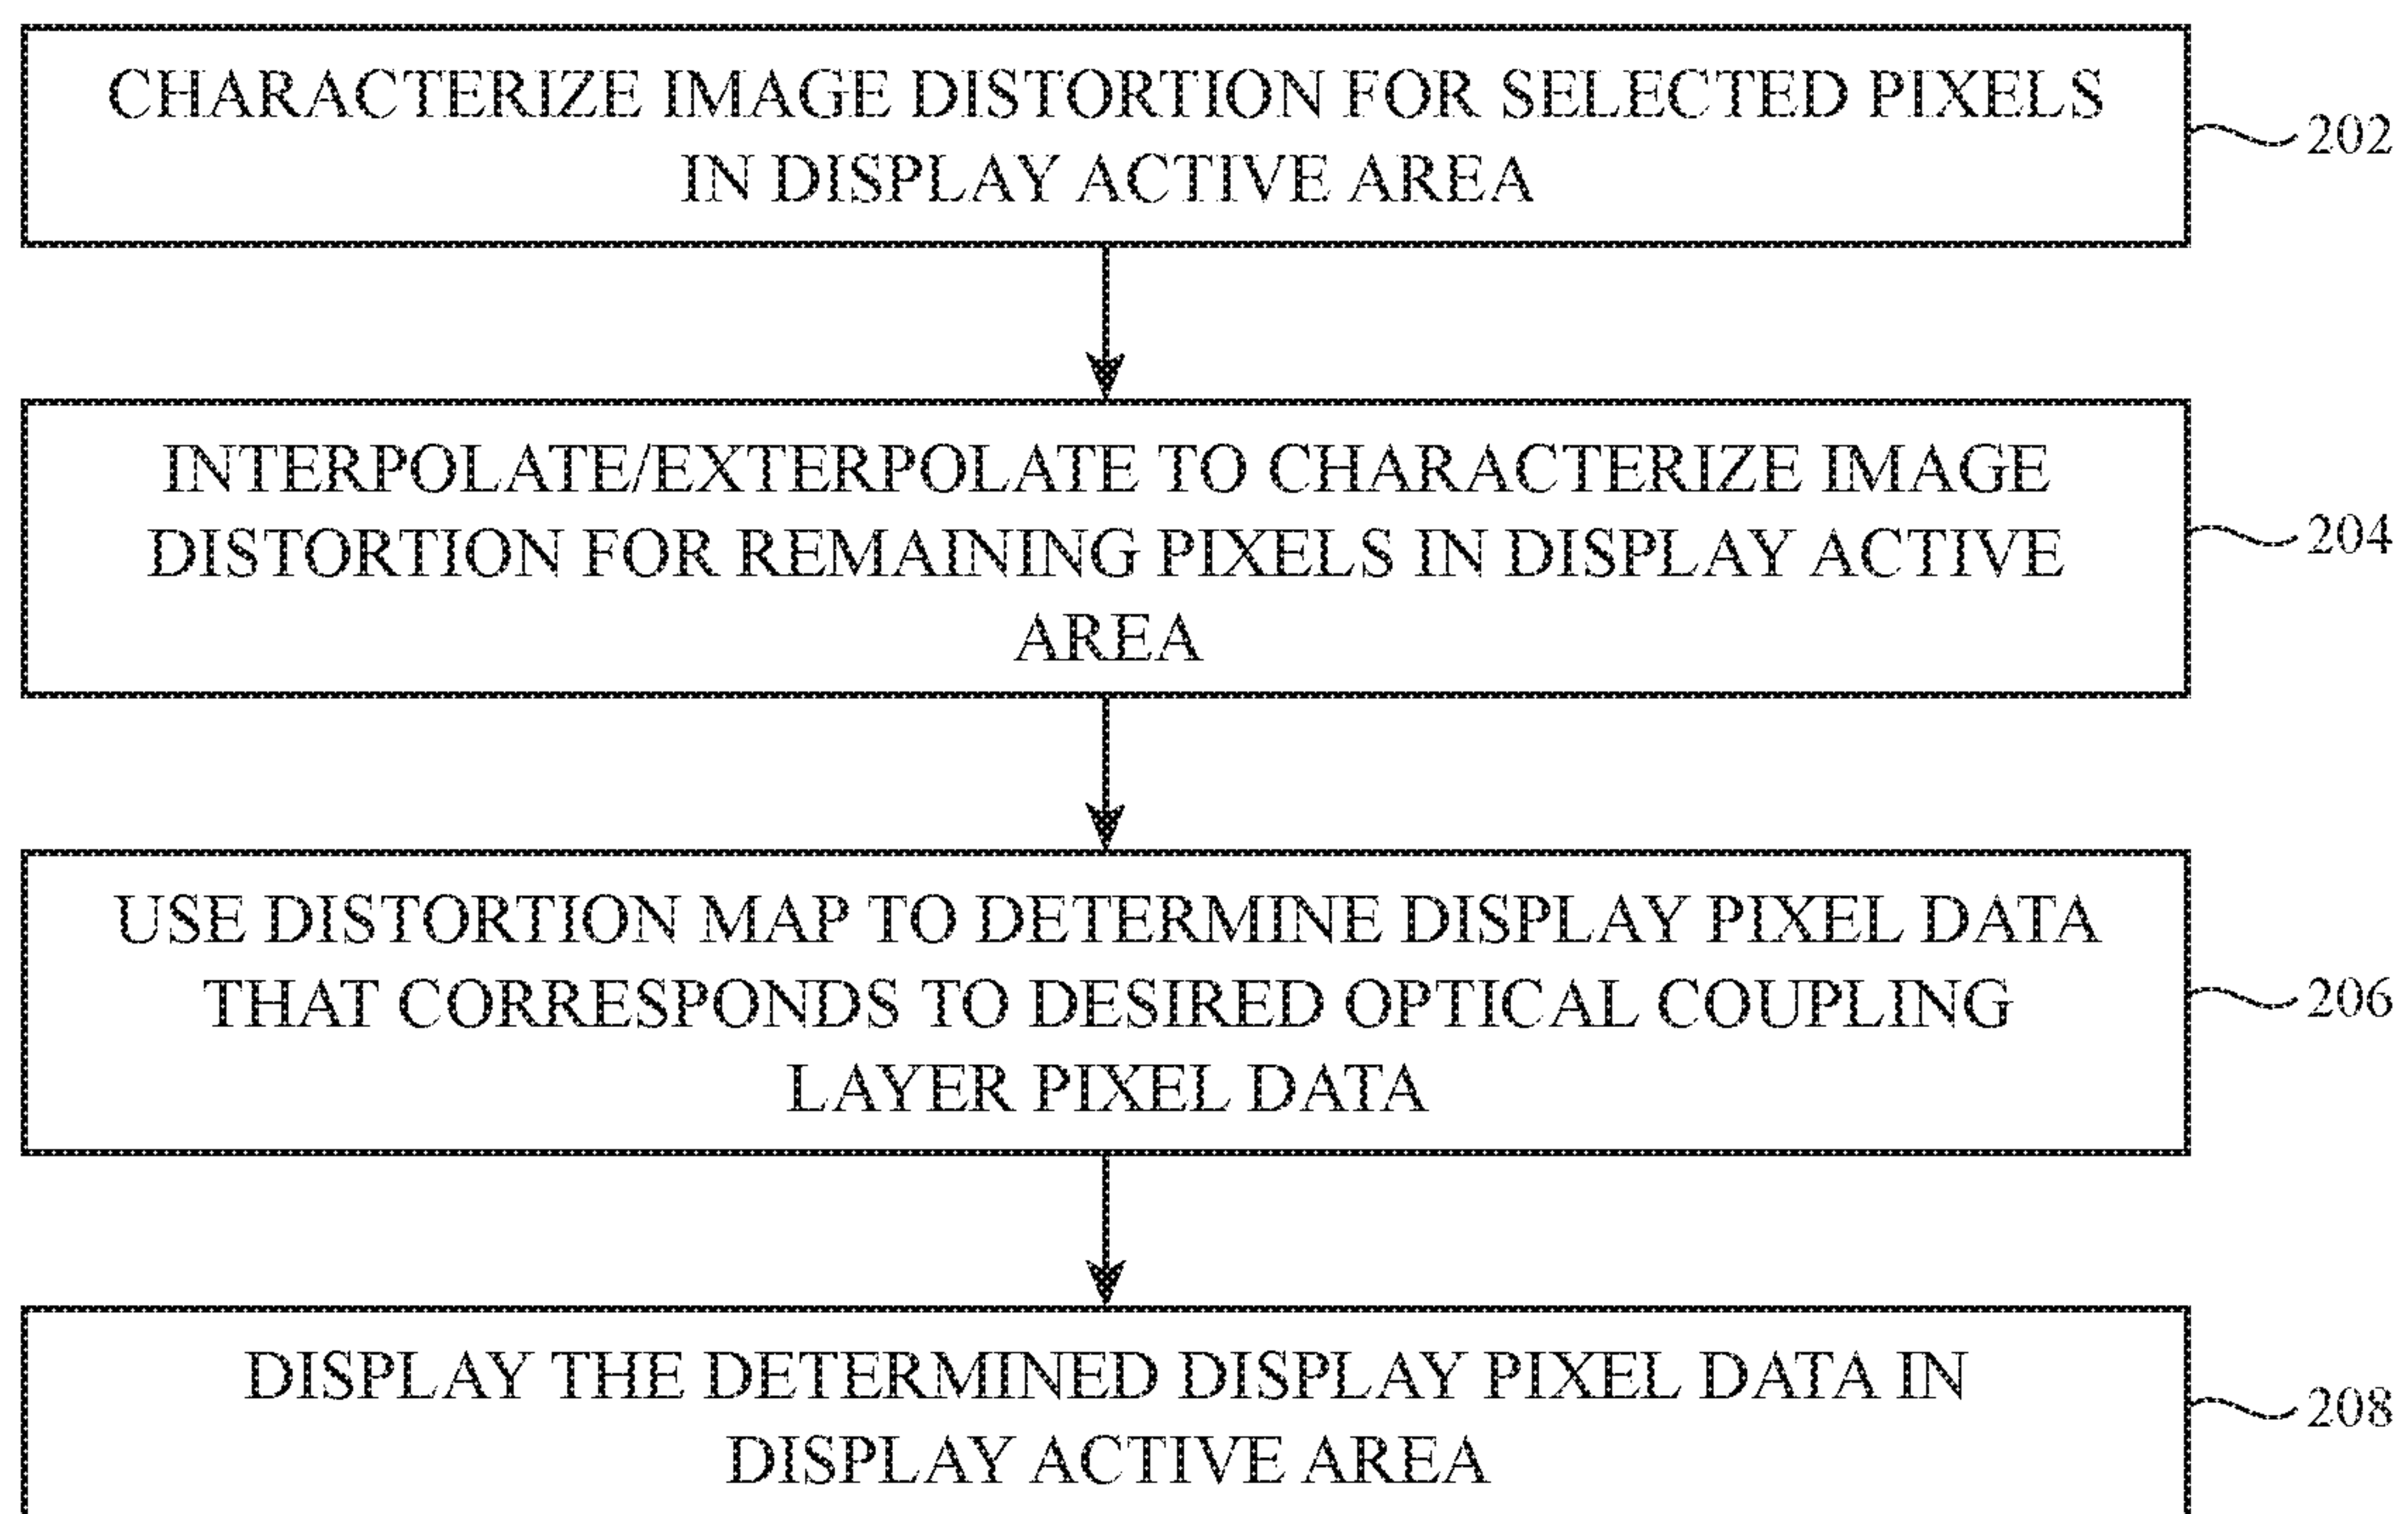 CHARACTERIZE IMAGE DISTORTION FOR SELECTED PIXELS
IN DISPLAY ACTIVE AREA
202
INTERPOLATE/EXTERPOLATE TO CHARACTERIZE IMAGE
DISTORTION FOR REMAINING PIXELS IN DISPLAY ACTIVE
AREA
204
USE DISTORTION MAP TO DETERMINE DISPLAY PIXEL DATA
THAT CORRESPONDS TO DESIRED OPTICAL COUPLING
LAYER PIXEL DATA
206
DISPLAY THE DETERMINED DISPLAY PIXEL DATA IN
DISPLAY ACTIVE AREA
208